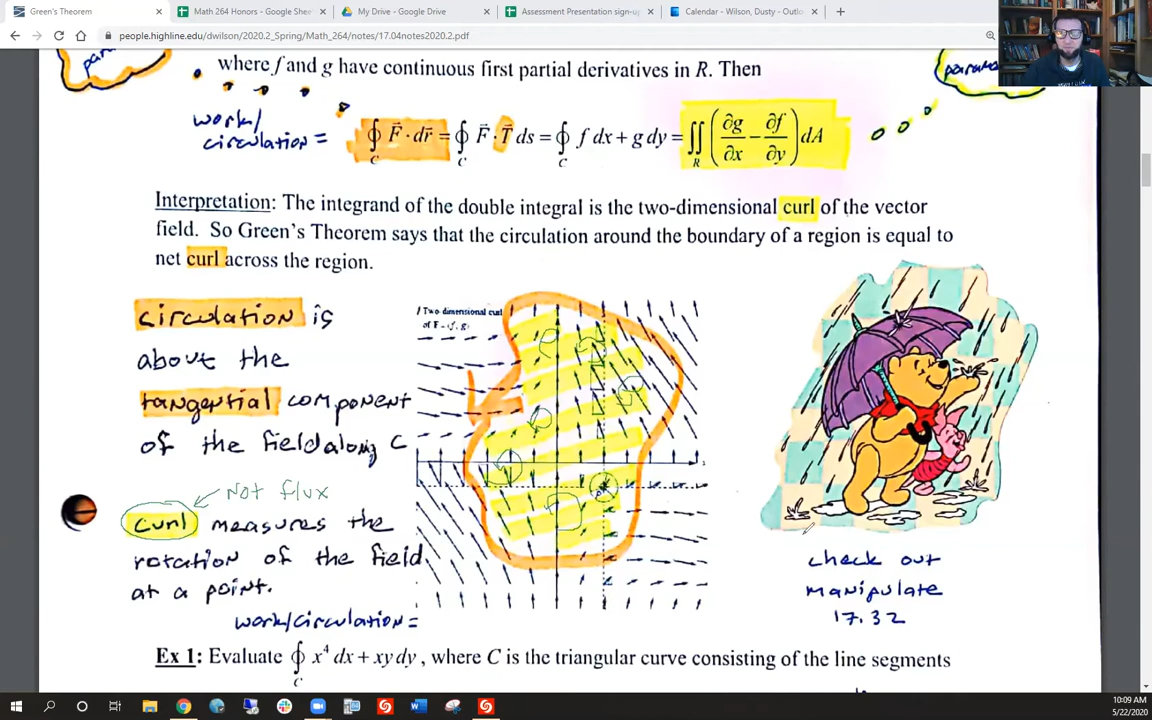 Green's Theorem
Math 264 Honors - Google Shee
My Drive - Google Drive
Assessment Presentation sign-u
Calendar - Wilson, Dusty - Outlo
people.highline.edu/dwilson/2020.2_Spring/Math_264/notes/17.04notes2020.2.pdf
where f and g have continuous first partial derivatives in R. Then
work/
circulation =
∮_C F⃗ · dr⃗ = ∮_C F⃗ · T⃗ ds = ∮_C f dx + g dy = ∬_R (∂g/∂x − ∂f/∂y) dA
Interpretation: The integrand of the double integral is the two-dimensional curl of the vector
field. So Green's Theorem says that the circulation around the boundary of a region is equal to
net curl across the region.
circulation is
about the
tangential component
of the field along C
Not flux
curl measures the
rotation of the field
at a point.
work/circulation =
Two-dimensional curl
check out
manipulate
17.32
Ex 1: Evaluate ∮_C x⁴ dx + xy dy, where C is the triangular curve consisting of the line segments
10:09 AM
5/22/2020